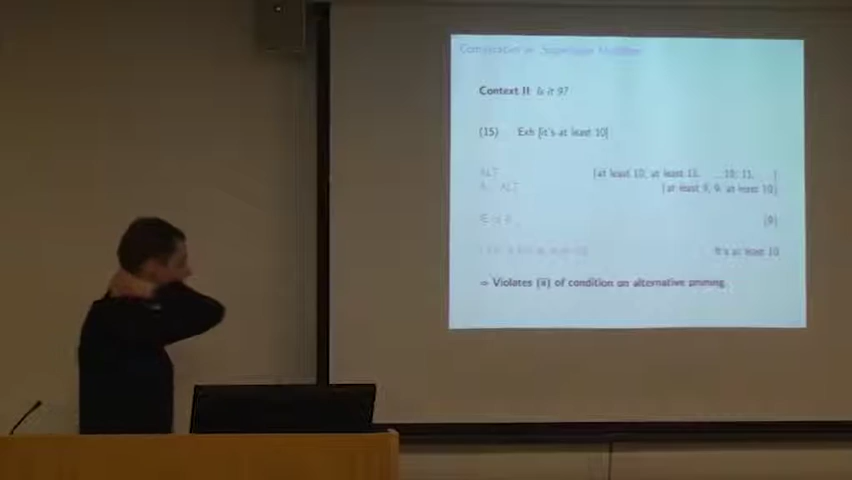 Context II Is it 9?
(15) Exh [it's at least 10]
ALT {at least 10, at least 11, ... 10, 11, ...}
ALT {at least 9, 9, at least 10}
{9}
It's at least 10
Violates (ii) of condition on alternative pruning